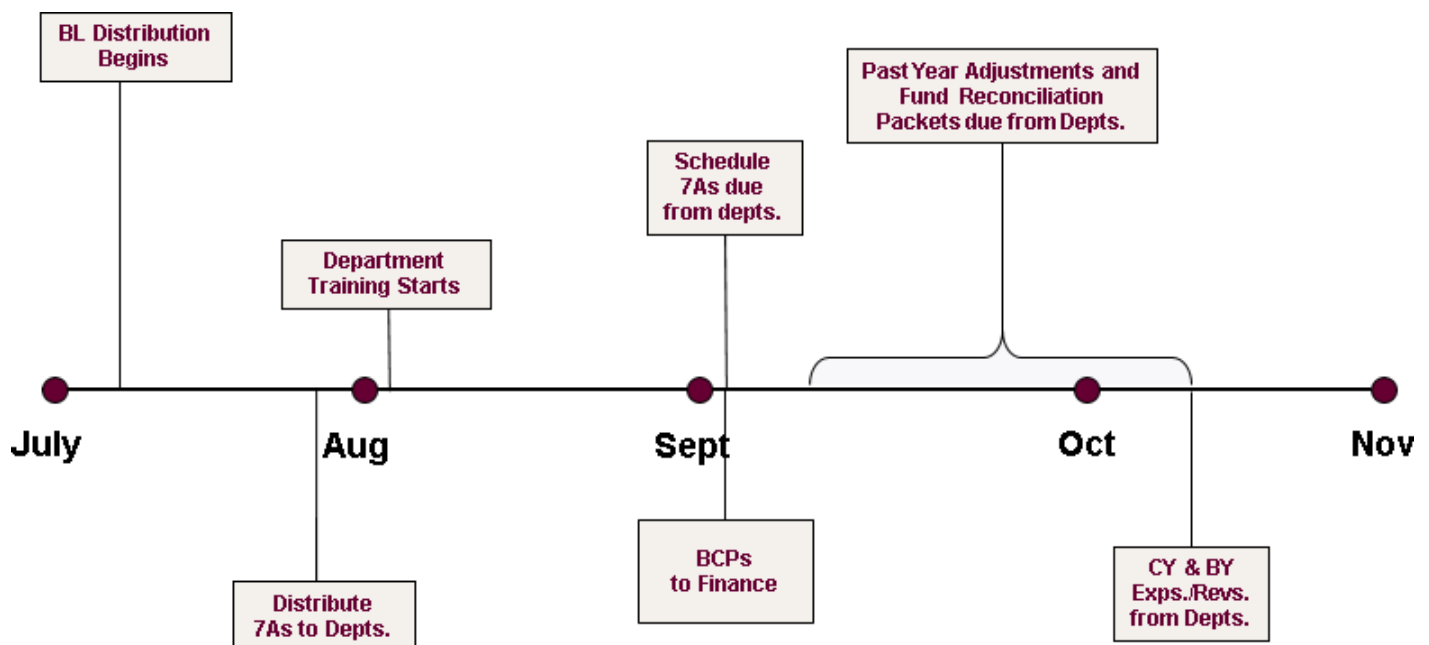 BL Distribution
Begins
Past Year Adjustments and
Fund Reconciliation
Packets due from Depts.
Schedule
7As due
from depts.
Department
Training Starts
July
Aug
Sept
Oct
Nov
BCPs
to Finance
CY & BY
Exps./Revs.
from Depts.
Distribute
7As to Depts.